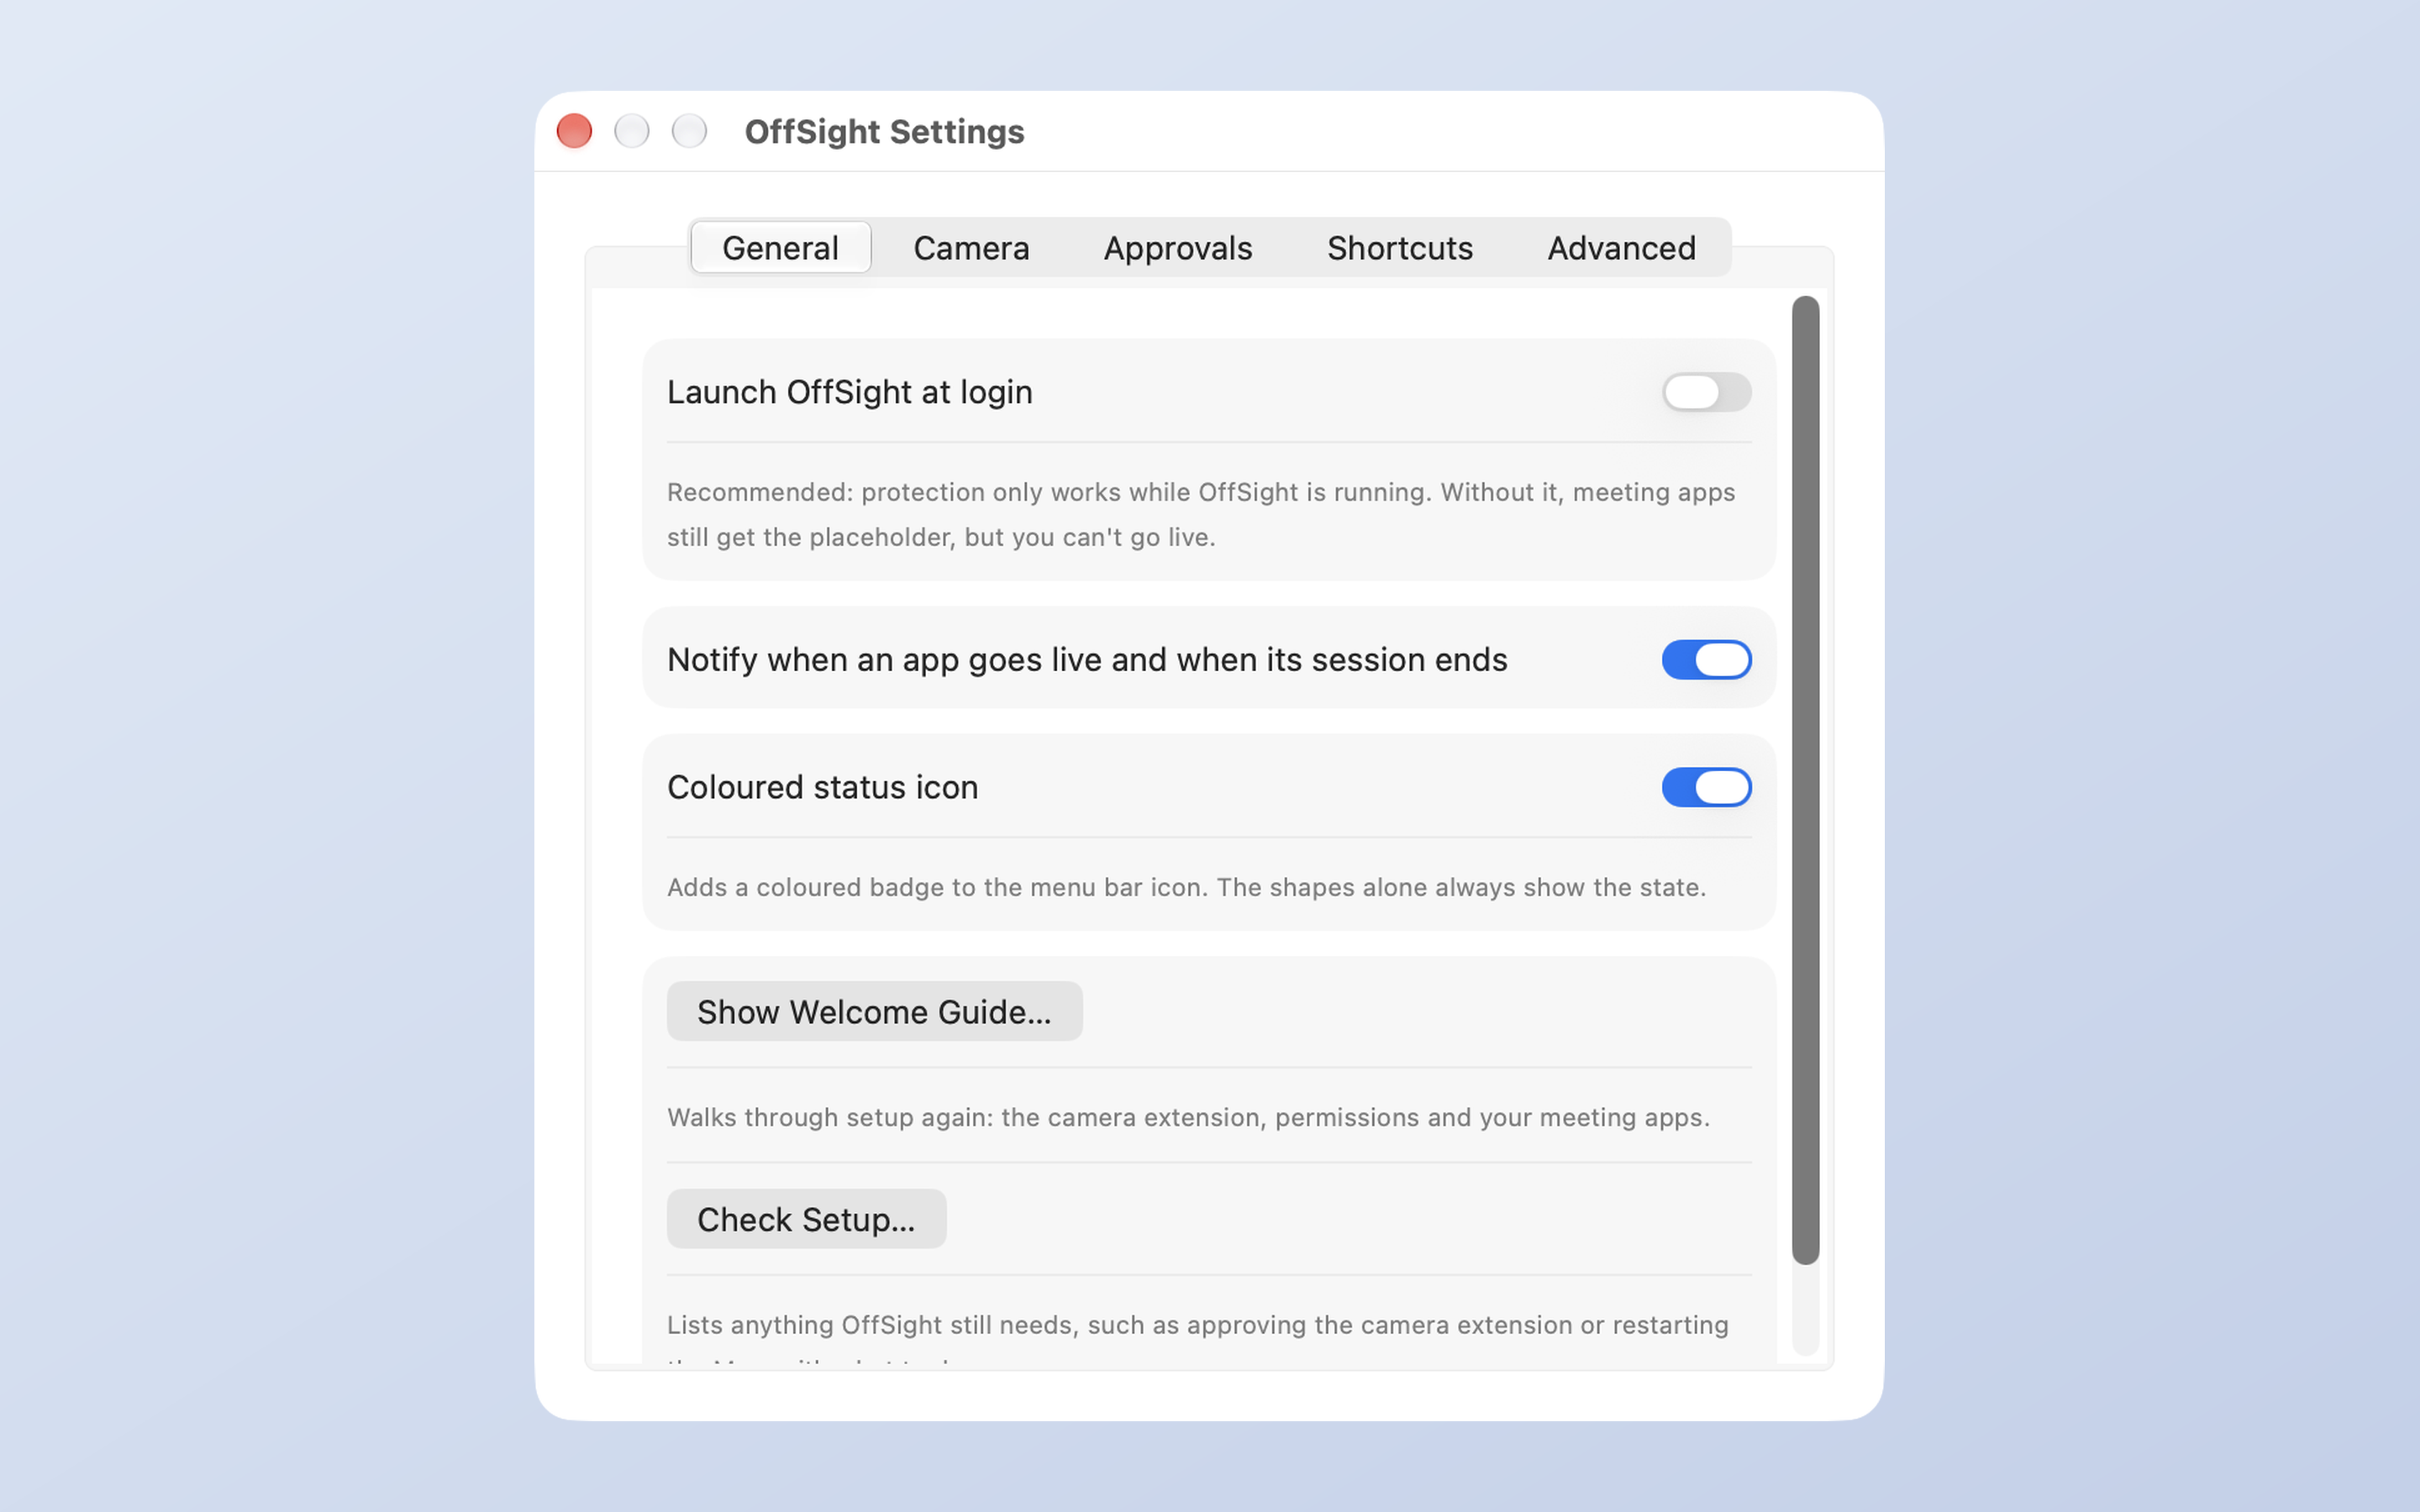 OffSight Settings
General Camera Approvals Shortcuts Advanced
Launch OffSight at login
Recommended: protection only works while OffSight is running. Without it, meeting apps
still get the placeholder, but you can't go live.
Notify when an app goes live and when its session ends
Coloured status icon
Adds a coloured badge to the menu bar icon. The shapes alone always show the state.
Show Welcome Guide...
Walks through setup again: the camera extension, permissions and your meeting apps.
Check Setup...
Lists anything OffSight still needs, such as approving the camera extension or restarting